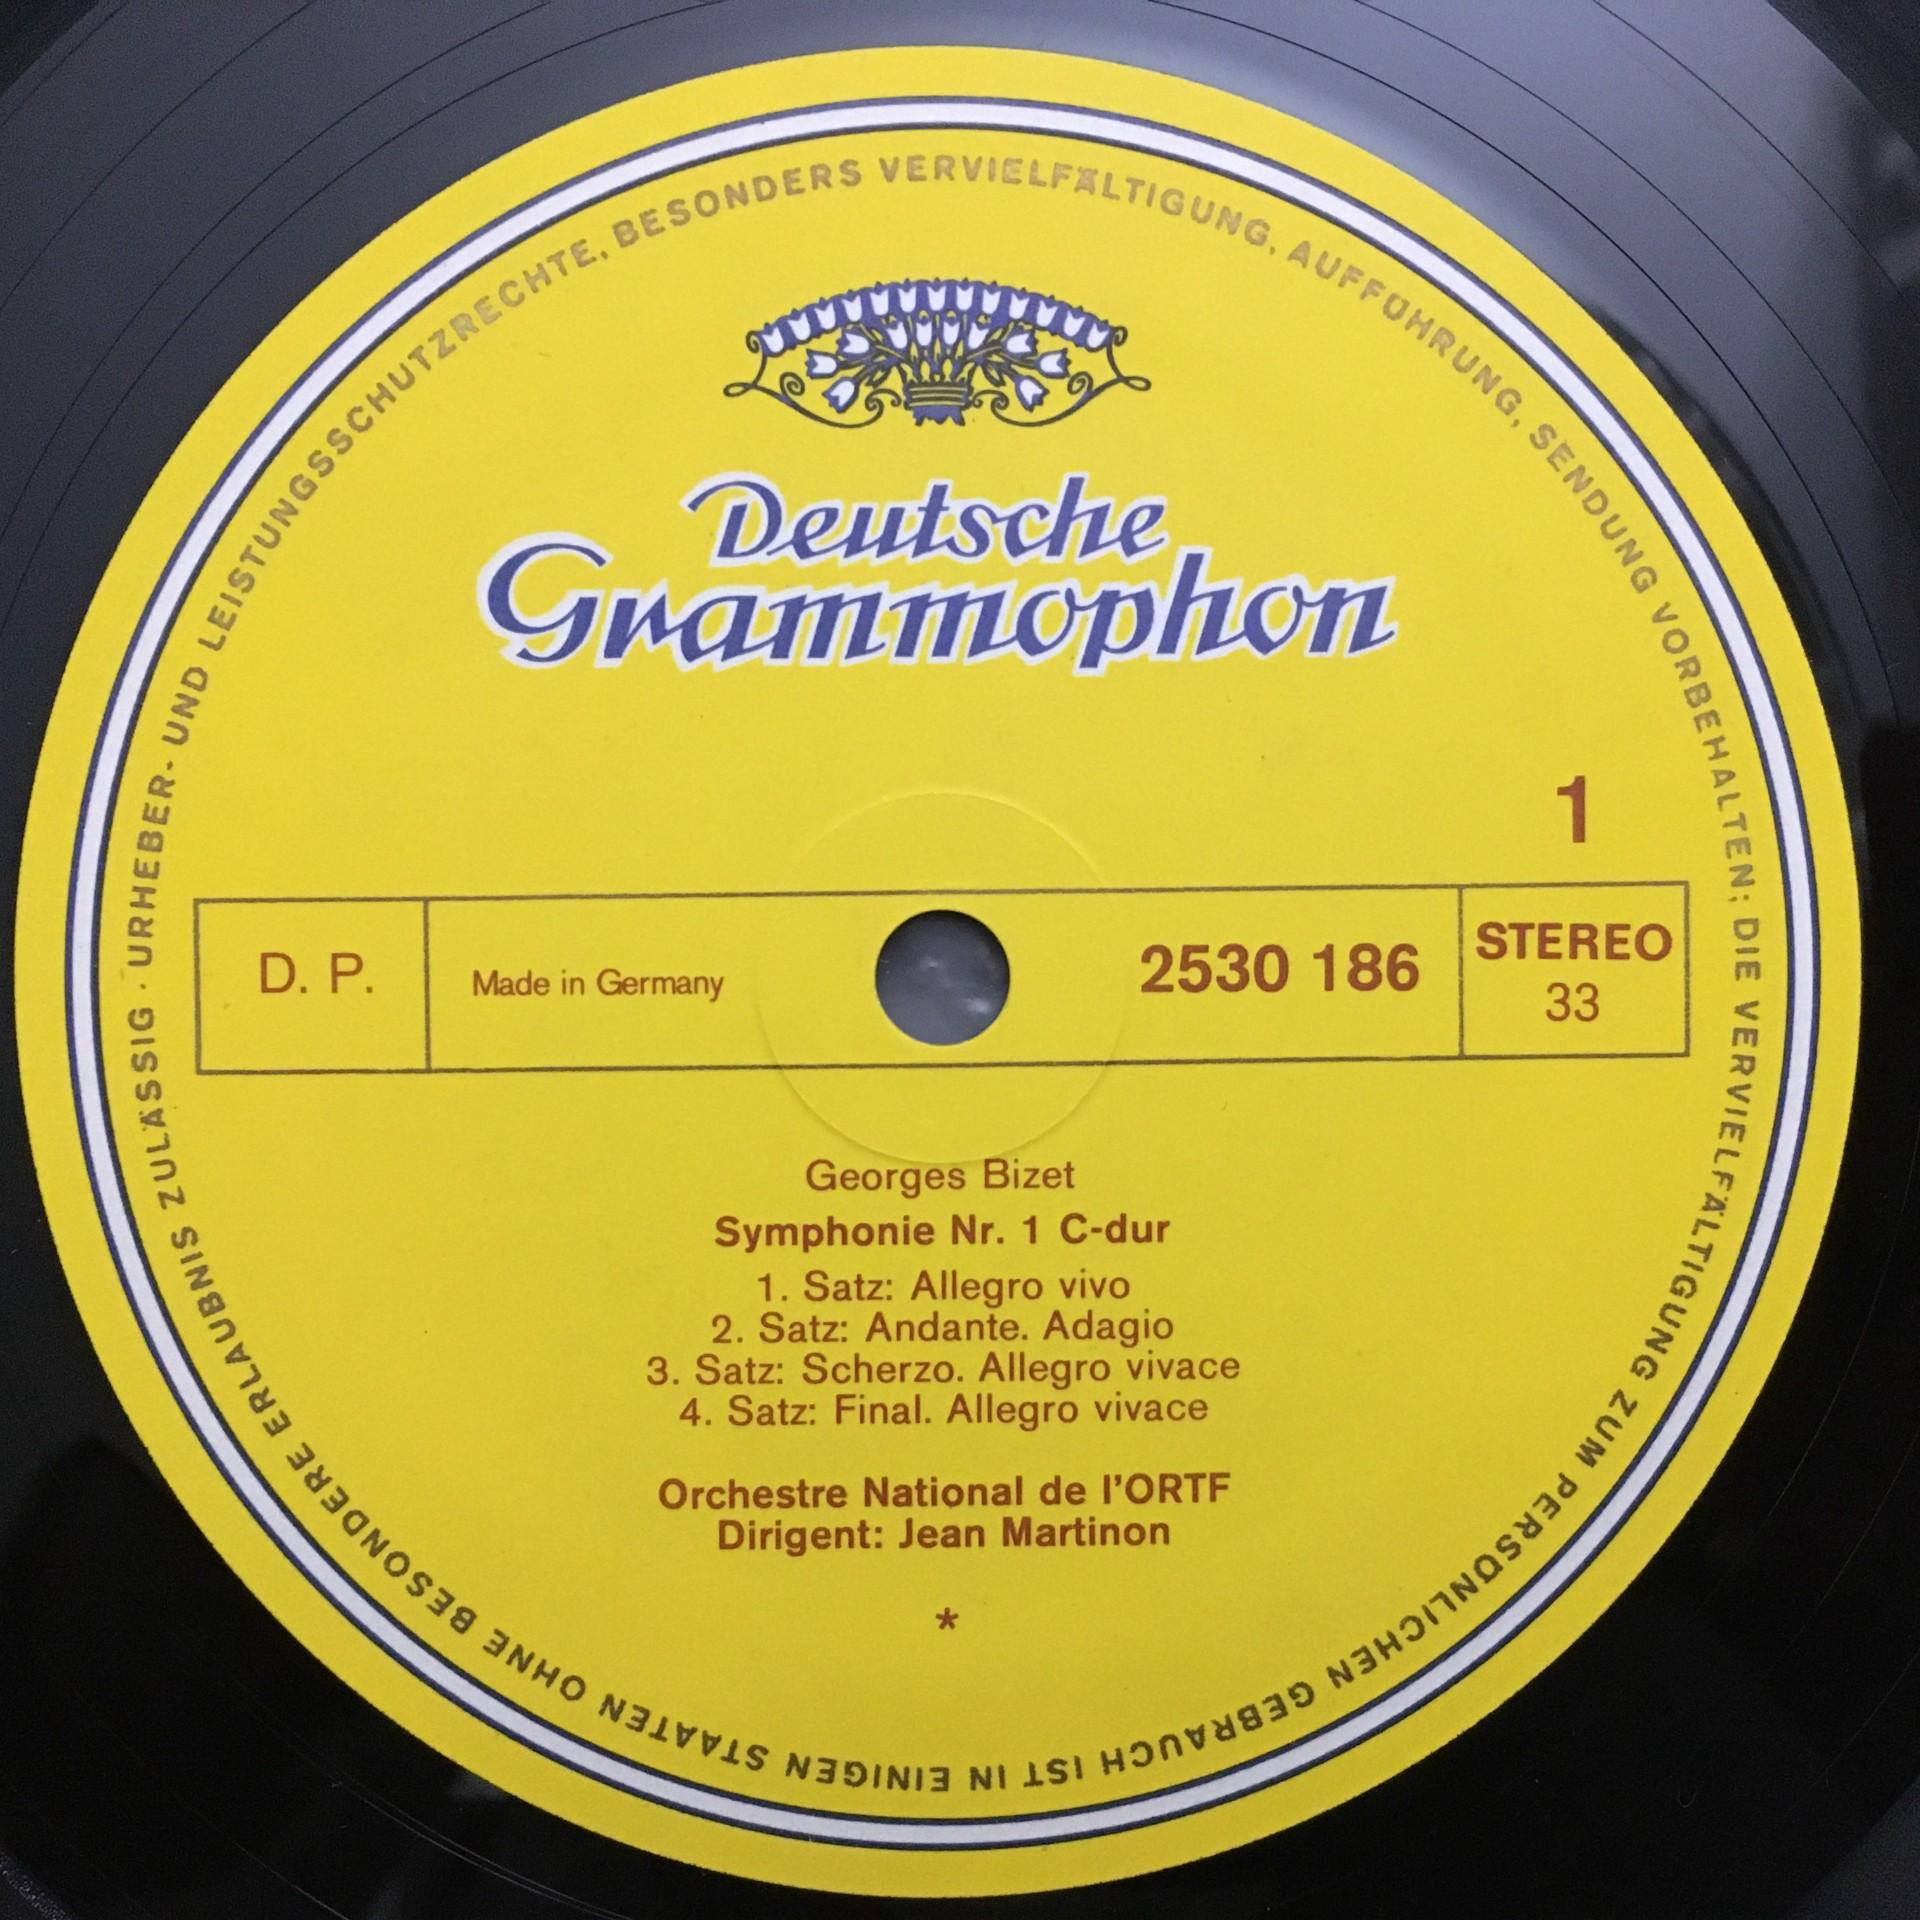 URHEBER- UND LEISTUNGSSCHUTZRECHTE, BESONDERS VERVIELFÄLTIGUNG, AUFFÜHRUNG, SENDUNG VORBEHALTEN; DIE VERVIELFÄLTIGUNG ZUM PERSÖNLICHEN GEBRAUCH IST IN EINIGEN STAATEN OHNE BESONDERE ERLAUBNIS ZULÄSSIG ·
Deutsche
Grammophon
1
D. P.
Made in Germany
2530 186
STEREO
33
Georges Bizet
Symphonie Nr. 1 C-dur
1. Satz: Allegro vivo
2. Satz: Andante. Adagio
3. Satz: Scherzo. Allegro vivace
4. Satz: Final. Allegro vivace
Orchestre National de l'ORTF
Dirigent: Jean Martinon
*